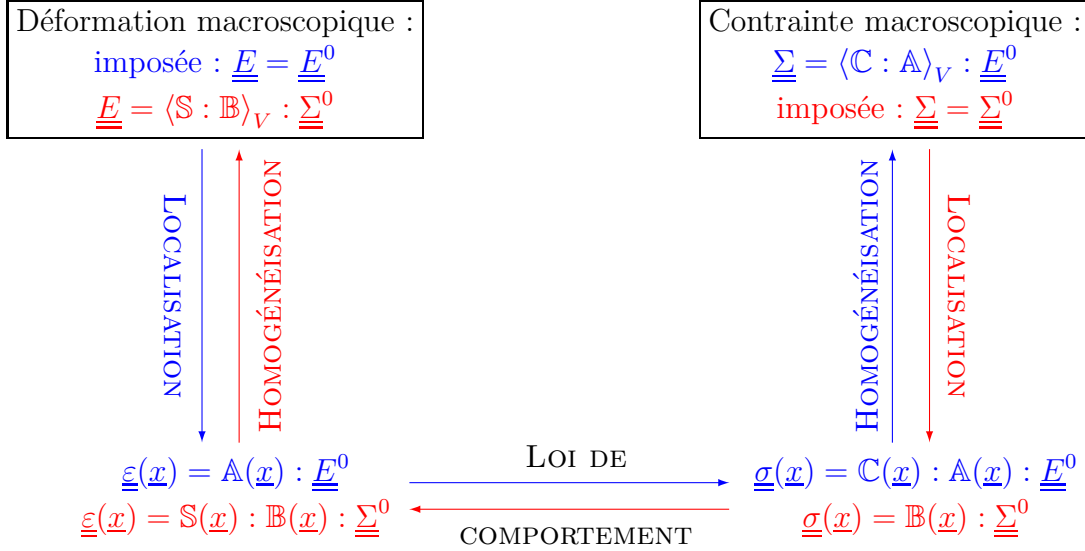 Déformation macroscopique :
imposée : E = E⁰
E = ⟨𝕊 : 𝔹⟩_V : Σ⁰
Contrainte macroscopique :
Σ = ⟨ℂ : 𝔸⟩_V : E⁰
imposée : Σ = Σ⁰
LOCALISATION
HOMOGÉNÉISATION
HOMOGÉNÉISATION
LOCALISATION
ε(x) = 𝔸(x) : E⁰
ε(x) = 𝕊(x) : 𝔹(x) : Σ⁰
LOI DE
COMPORTEMENT
σ(x) = ℂ(x) : 𝔸(x) : E⁰
σ(x) = 𝔹(x) : Σ⁰